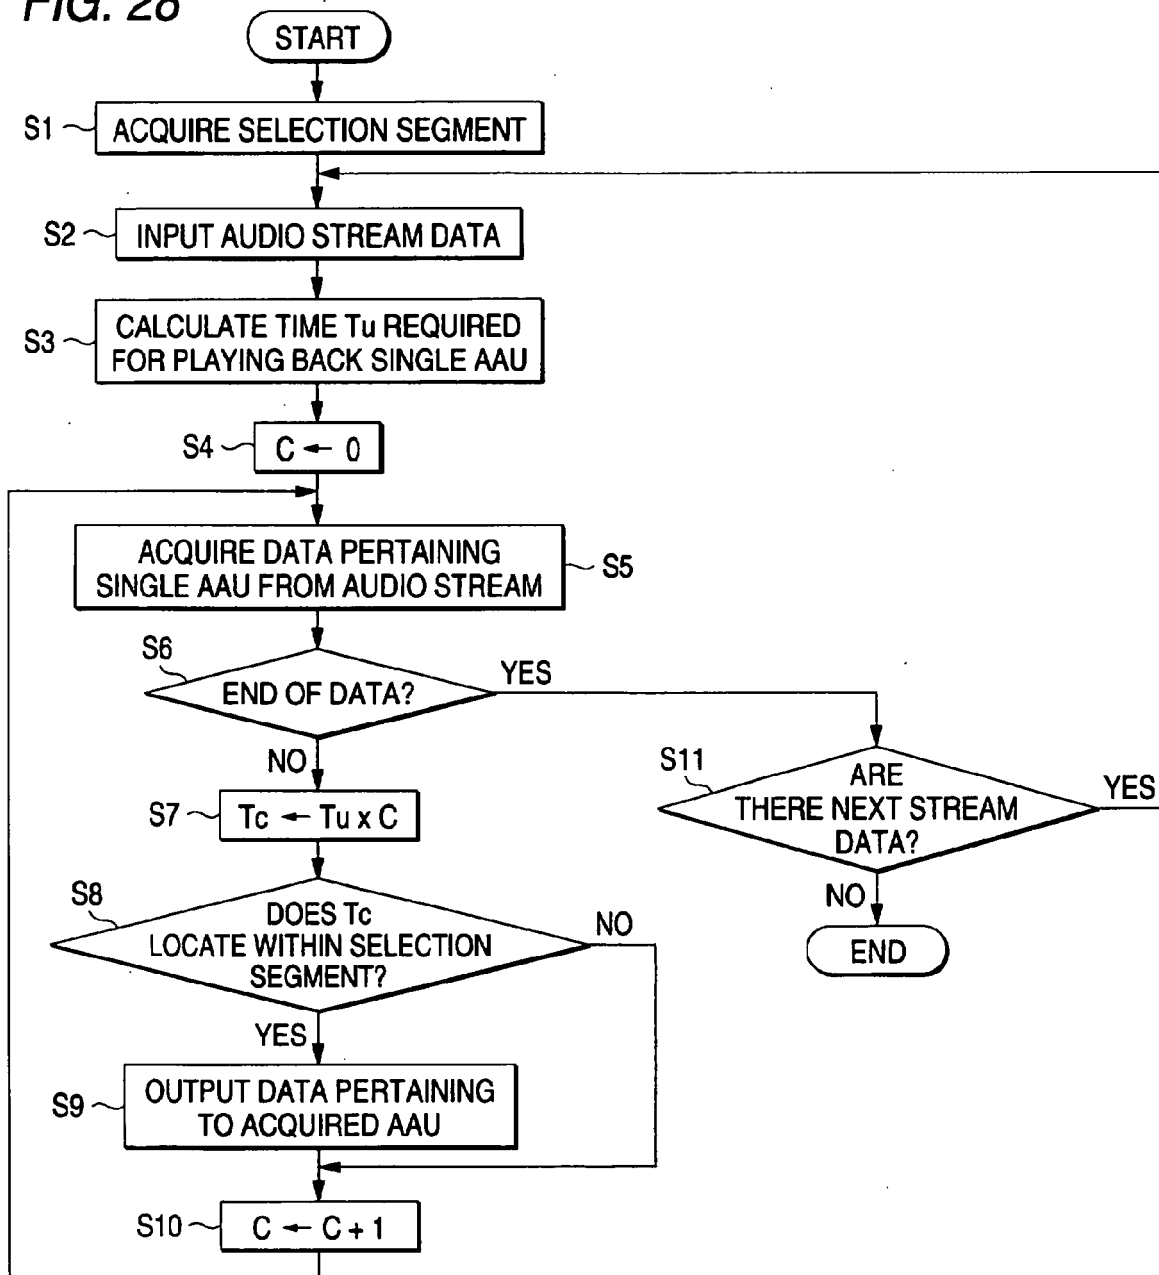 FIG. 28
START
S1
ACQUIRE SELECTION SEGMENT
S2
INPUT AUDIO STREAM DATA
S3
CALCULATE TIME Tu REQUIRED
FOR PLAYING BACK SINGLE AAU
S4
C ← 0
ACQUIRE DATA PERTAINING
SINGLE AAU FROM AUDIO STREAM
S5
S6
END OF DATA?
YES
NO
S7
Tc ← Tu x C
S11
ARE
THERE NEXT STREAM
DATA?
YES
NO
END
S8
DOES Tc
LOCATE WITHIN SELECTION
SEGMENT?
NO
YES
S9
OUTPUT DATA PERTAINING
TO ACQUIRED AAU
S10
C ← C + 1